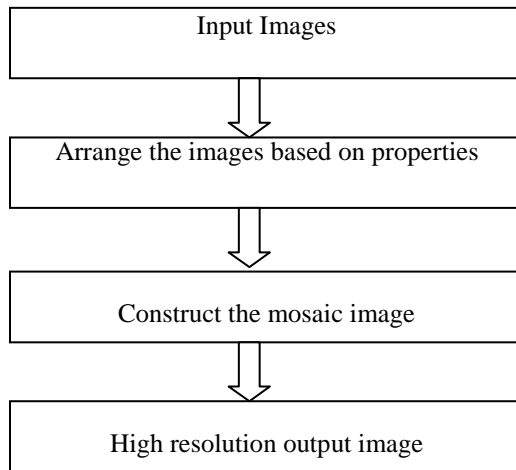 Input Images
Arrange the images based on properties
Construct the mosaic image
High resolution output image